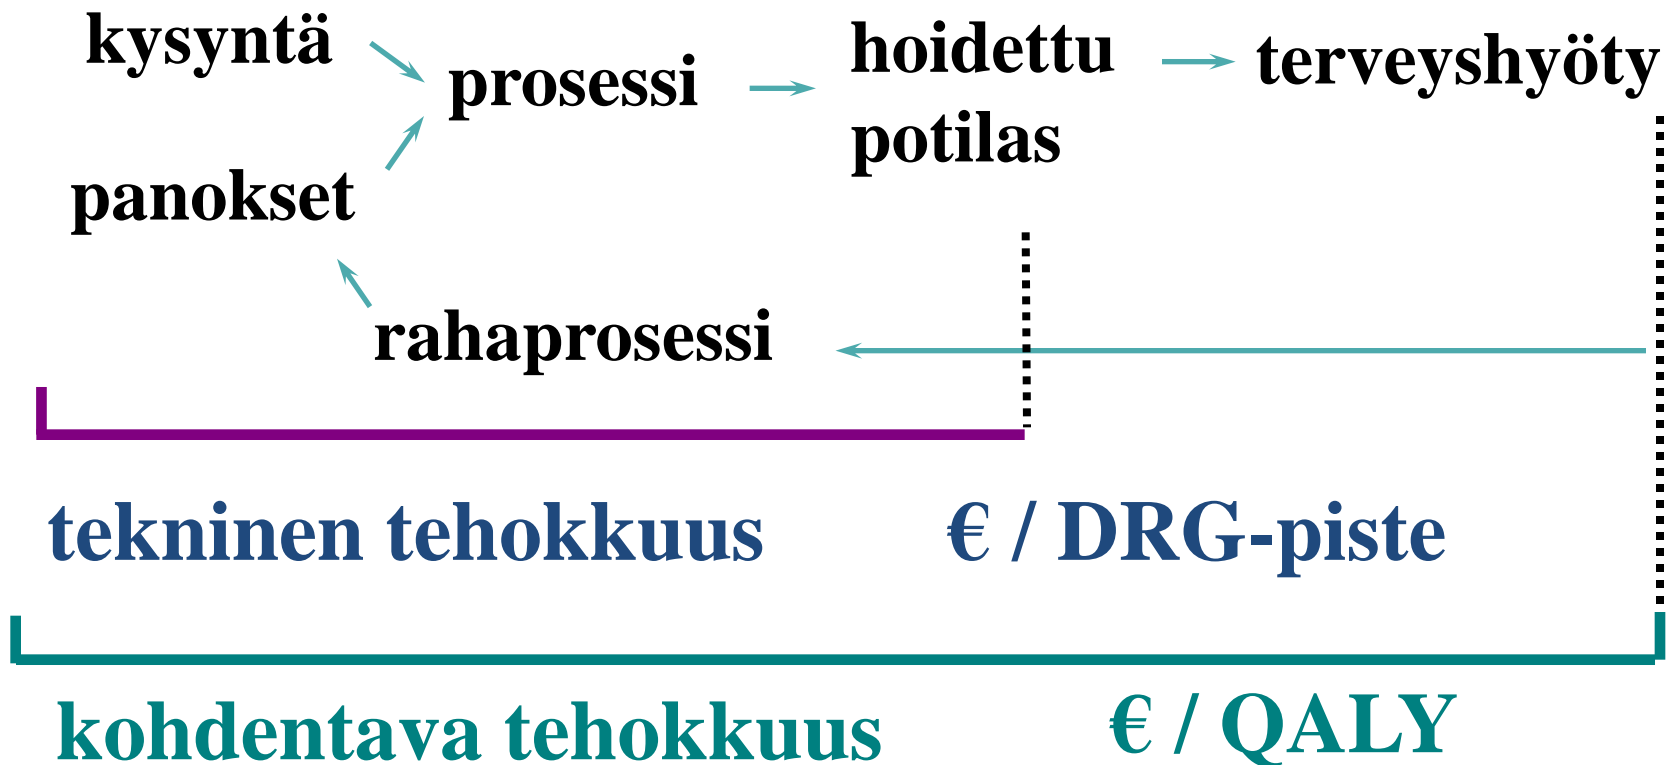 kysyntä
prosessi
hoidettu
potilas
terveyshyöty
panokset
rahaprosessi
tekninen tehokkuus
€ / DRG-piste
kohdentava tehokkuus
€ / QALY